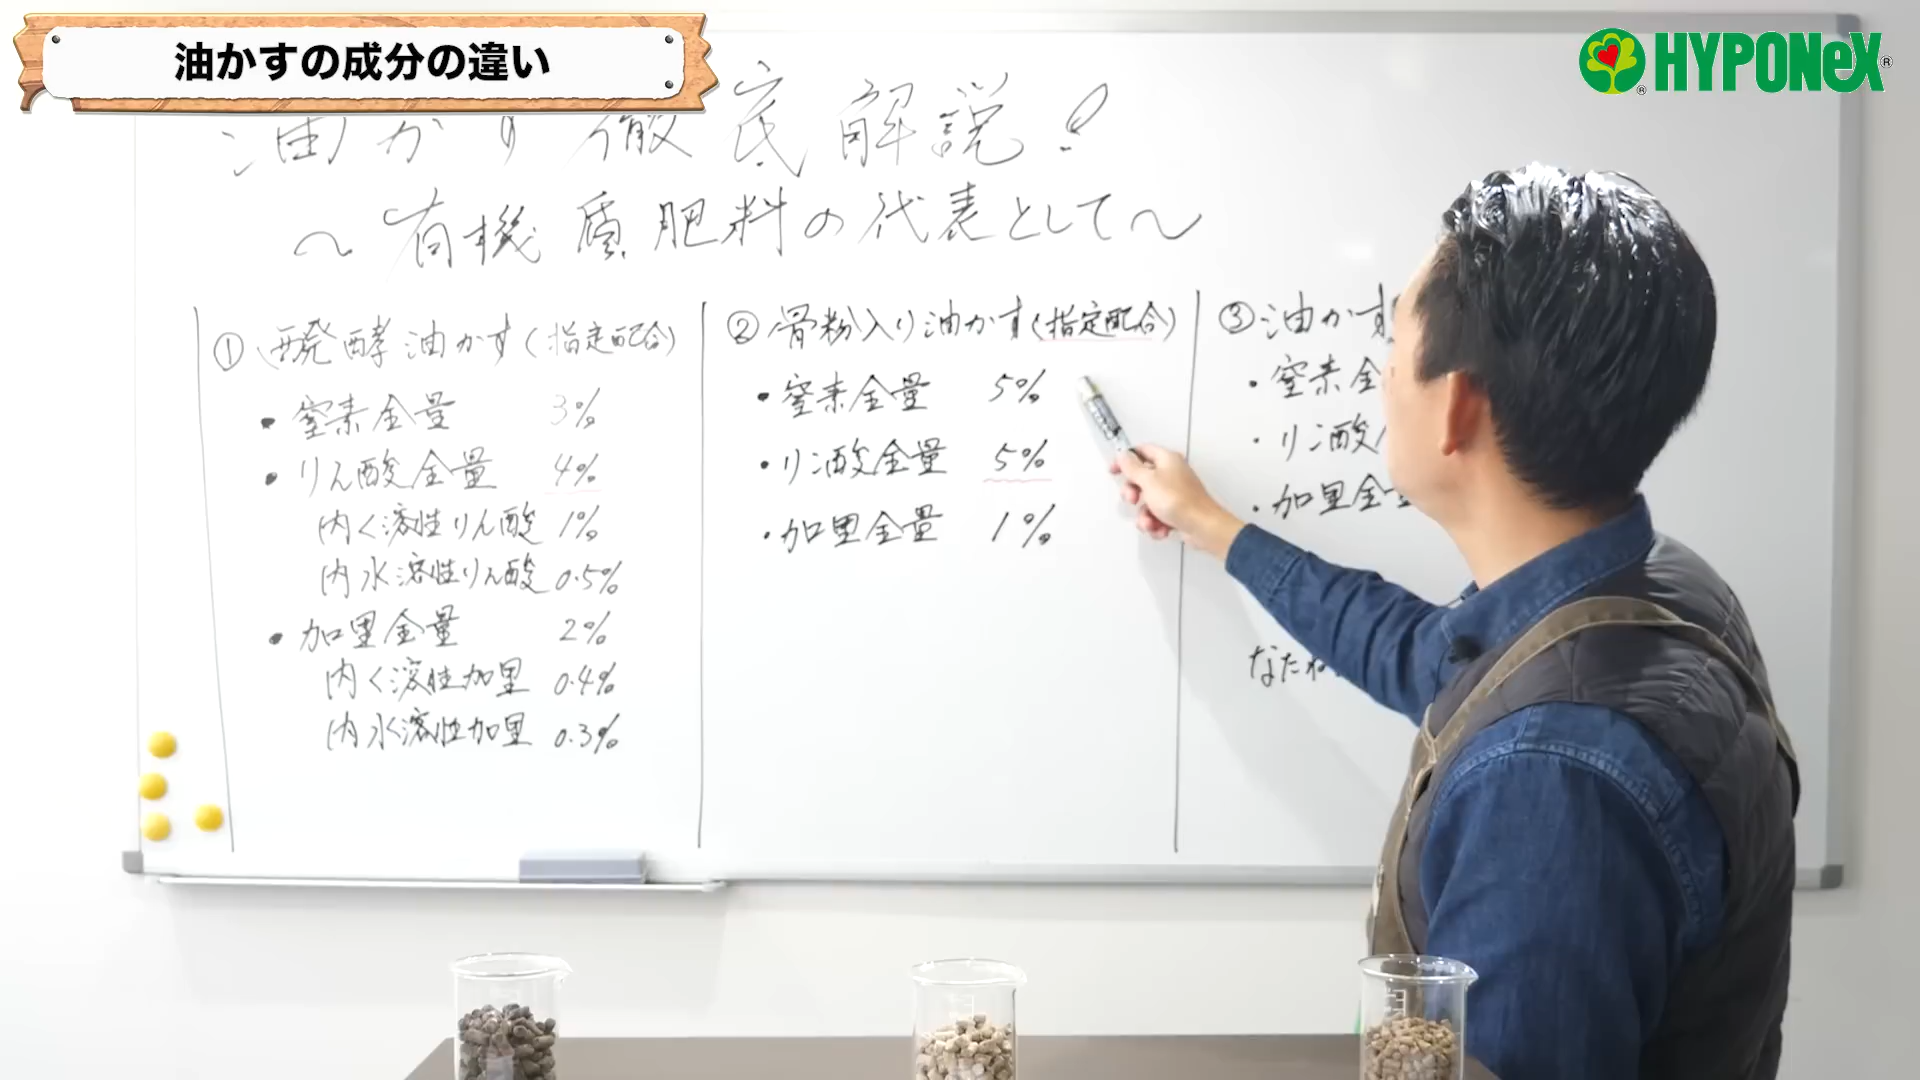 油かすの成分の違い
HYPONeX
油かす徹底解説!
〜有機質肥料の代表として〜
①醗酵油かす(指定配合)
・窒素全量 3%
・りん酸全量 4%
内く溶性りん酸 1%
内水溶性りん酸 0.5%
・加里全量 2%
内く溶性加里 0.4%
内水溶性加里 0.3%
②骨粉入り油かす(指定配合)
・窒素全量 5%
・リン酸全量 5%
・加里全量 1%
③油かす
・窒素全
・リン酸
・加里全
なたね